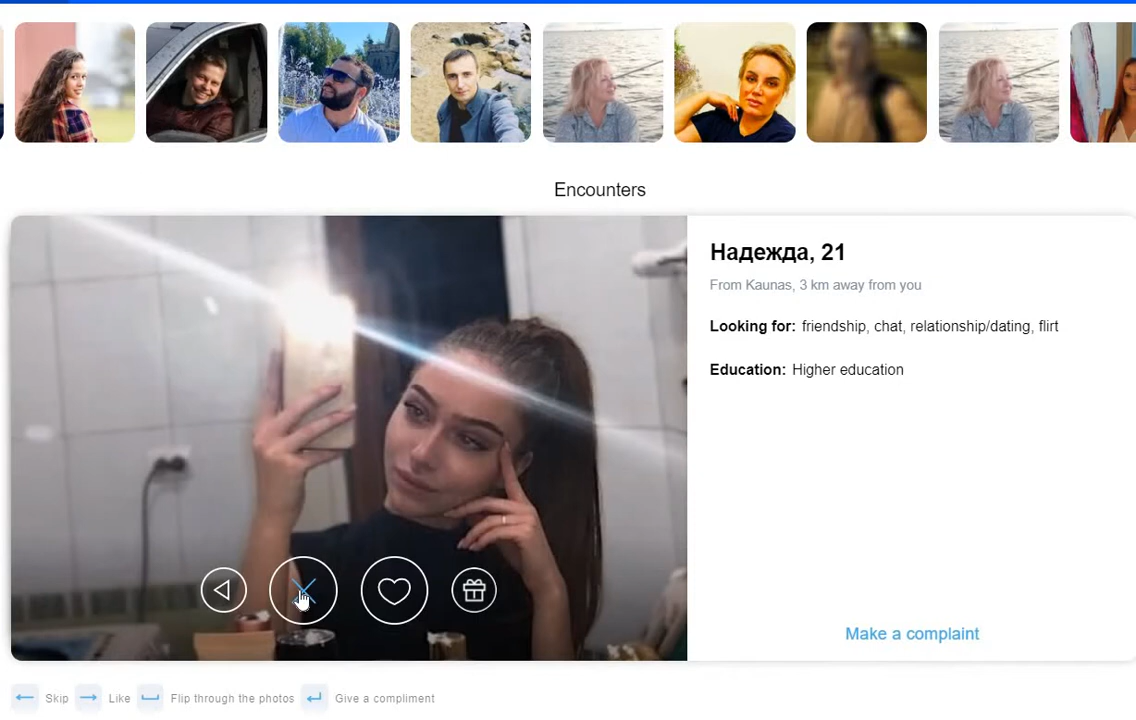 Encounters
Надежда, 21
From Kaunas, 3 km away from you
Looking for: friendship, chat, relationship/dating, flirt
Education: Higher education
Make a complaint
Skip Like Flip through the photos Give a compliment